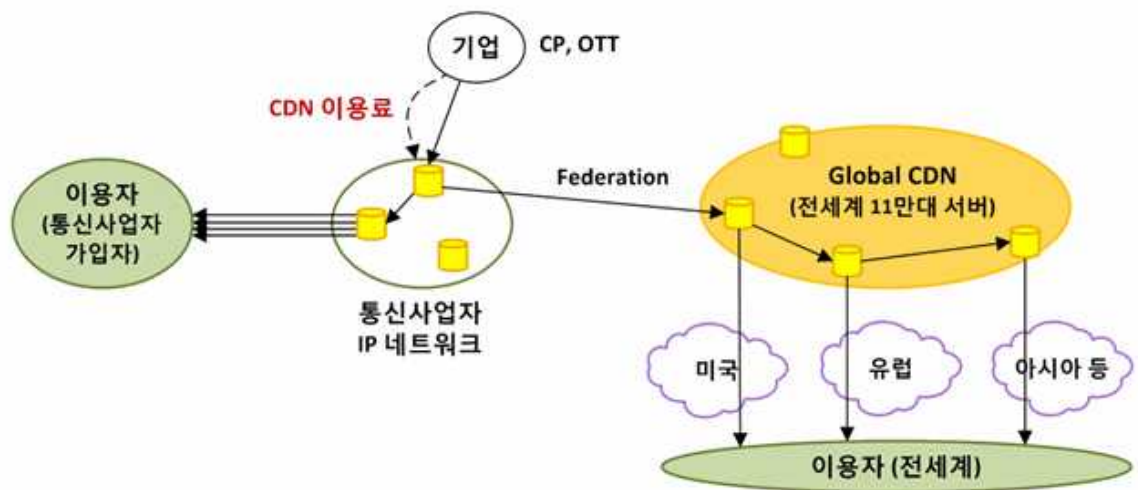 기업
CP, OTT
CDN 이용료
이용자
(통신사업자
가입자)
Federation
Global CDN
(전세계 11만대 서버)
통신사업자
IP 네트워크
미국
유럽
아시아 등
이용자 (전세계)